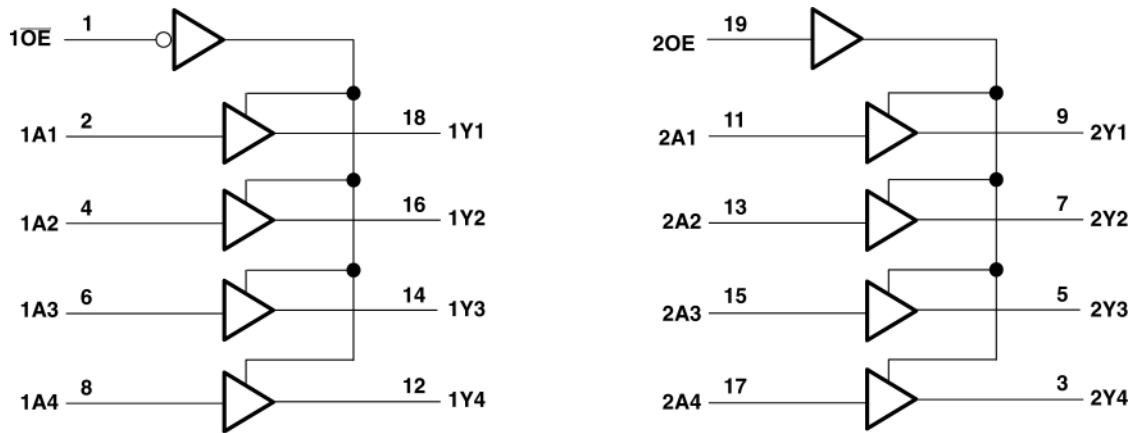 1O̅E̅ 1 19 2OE
1A1 2 18 1Y1 2A1 11 9 2Y1
1A2 4 16 1Y2 2A2 13 7 2Y2
1A3 6 14 1Y3 2A3 15 5 2Y3
1A4 8 12 1Y4 2A4 17 3 2Y4